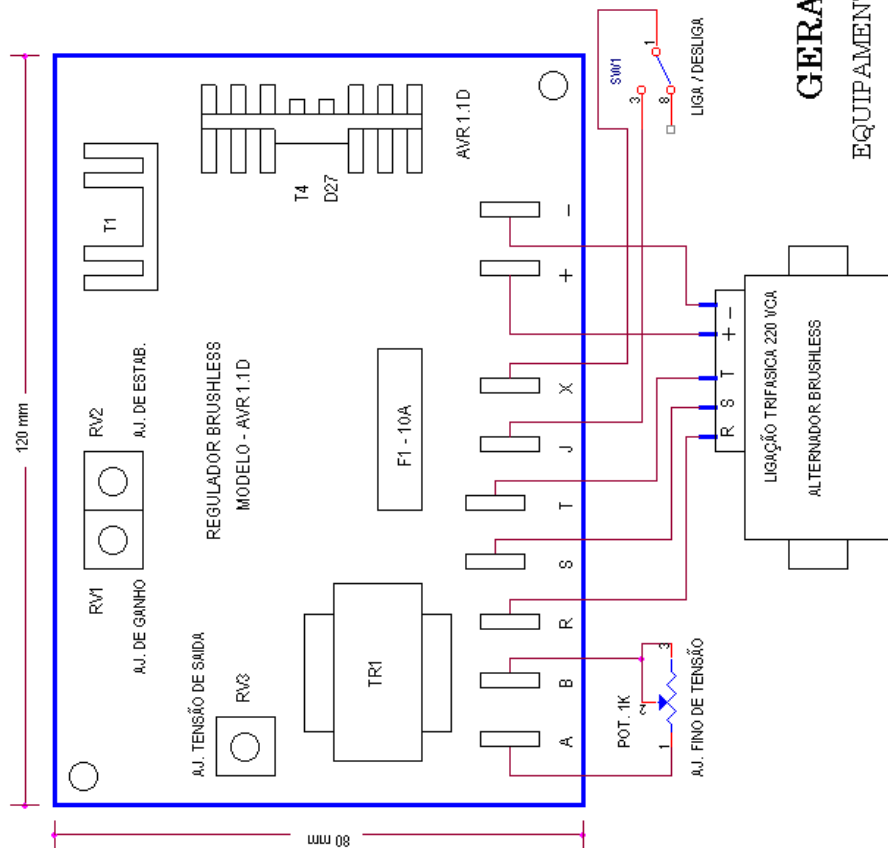 120 mm
80 mm
RV1
RV2
AJ. DE GANHO
AJ. DE ESTAB.
T1
AJ. TENSÃO DE SAIDA
RV3
REGULADOR BRUSHLESS
MODELO - AVR 1.1D
T4
D27
TR1
F1 - 10A
AVR 1.1D
A
B
R
S
T
J
X
+
-
POT. 1K
1
2
3
AJ. FINO DE TENSÃO
SW1
3
1
8
LIGA / DESLIGA
R
S
T
+
-
LIGAÇÃO TRIFASICA 220 VCA
ALTERNADOR BRUSHLESS
GERA
EQUIPAMEN